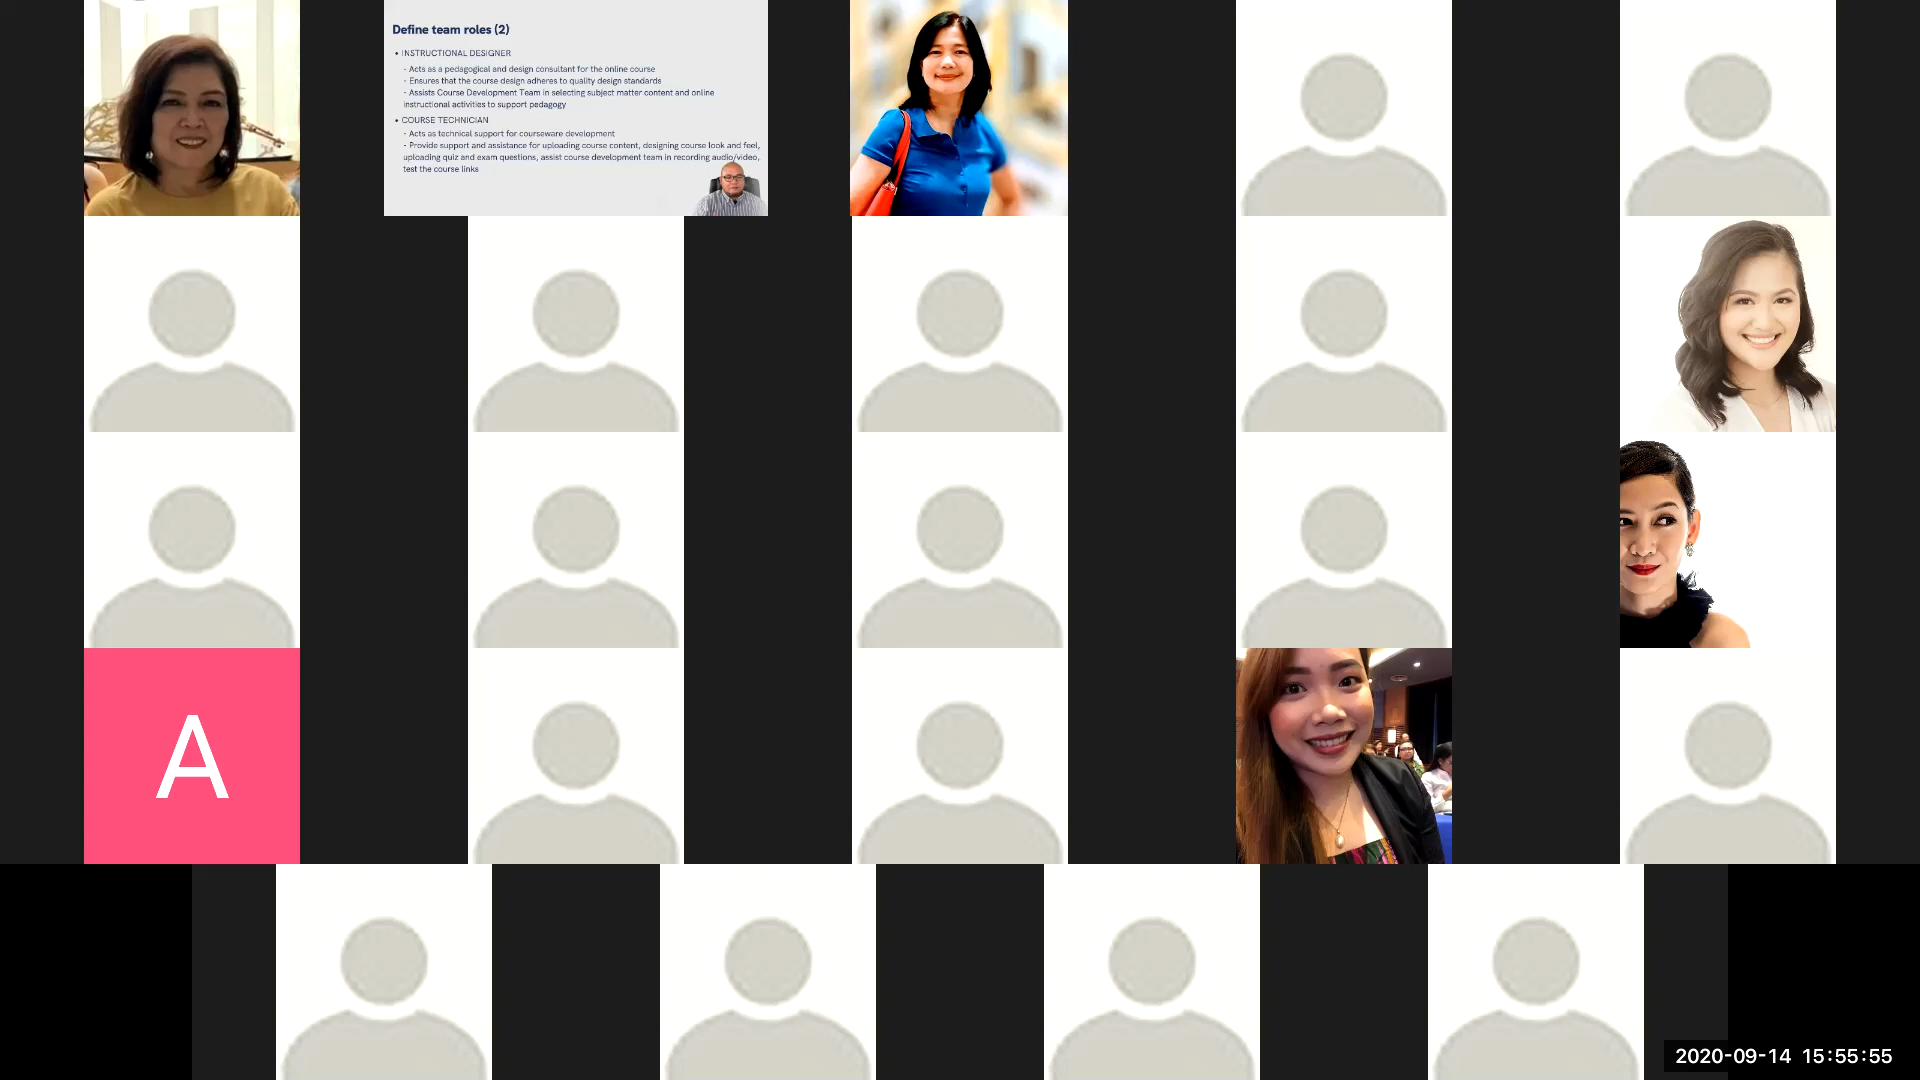 Define team roles (2)
• INSTRUCTIONAL DESIGNER
- Acts as a pedagogical and design consultant for the online course
- Ensures that the course design adheres to quality design standards
- Assists Course Development Team in selecting subject matter content and online
instructional activities to support pedagogy
• COURSE TECHNICIAN
- Acts as technical support for courseware development
- Provide support and assistance for uploading course content, designing course look and feel,
uploading quiz and exam questions, assist course development team in recording audio/video,
test the course links
A
2020-09-14 15:55:55